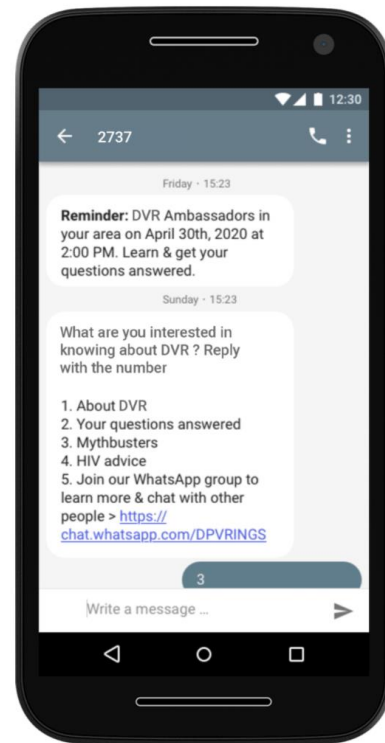 12:30
2737
Friday · 15:23
Reminder: DVR Ambassadors in
your area on April 30th, 2020 at
2:00 PM. Learn & get your
questions answered.
Sunday · 15:23
What are you interested in
knowing about DVR ? Reply
with the number
1. About DVR
2. Your questions answered
3. Mythbusters
4. HIV advice
5. Join our WhatsApp group to
learn more & chat with other
people > https://
chat.whatsapp.com/DPVRINGS
3
Write a message ...